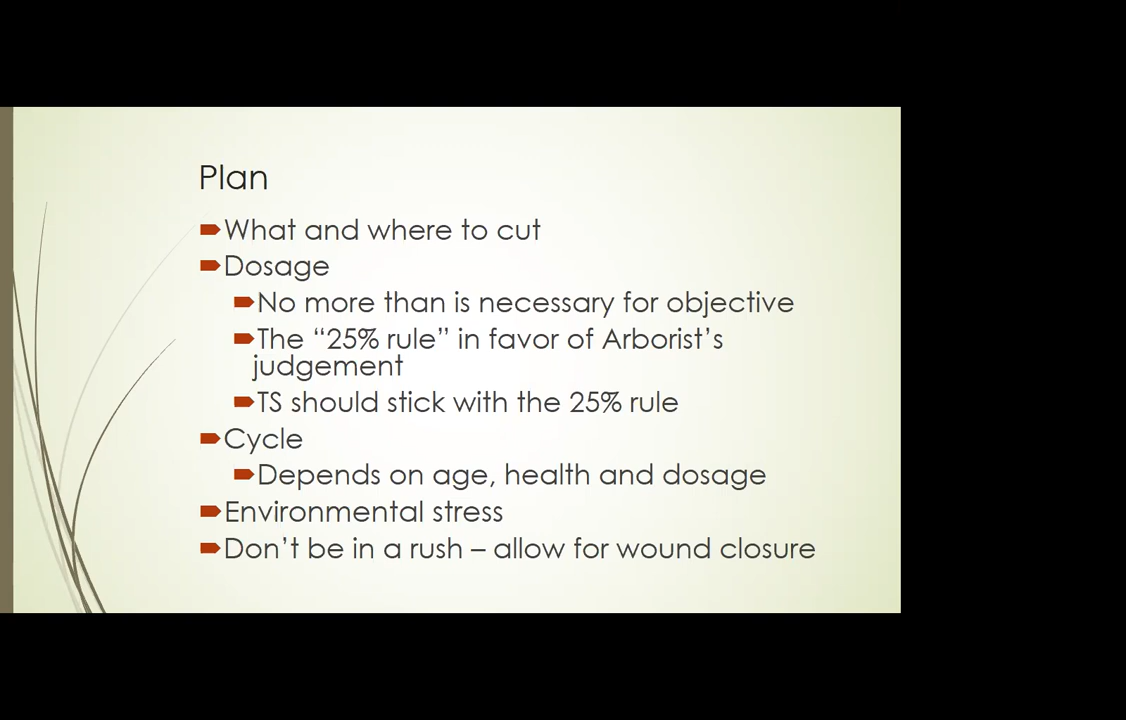 Plan
What and where to cut
Dosage
No more than is necessary for objective
The “25% rule” in favor of Arborist’s
judgement
TS should stick with the 25% rule
Cycle
Depends on age, health and dosage
Environmental stress
Don’t be in a rush – allow for wound closure